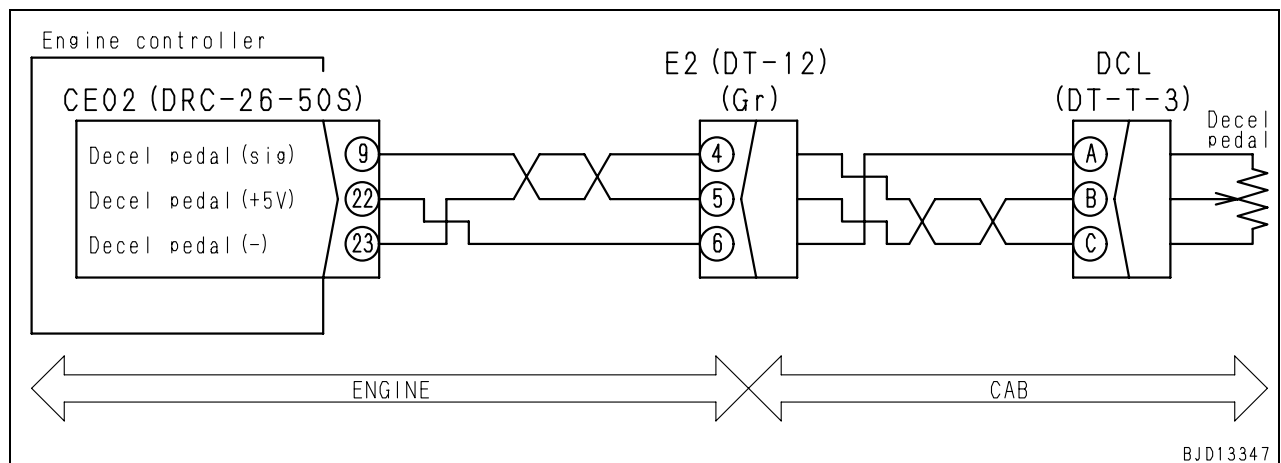 Engine controller
CE02 (DRC-26-50S)
E2 (DT-12)
(Gr)
DCL
(DT-T-3)
Decel
pedal
Decel pedal (sig)
9
4
A
Decel pedal (+5V)
22
5
B
Decel pedal (-)
23
6
C
ENGINE
CAB
BJD13347